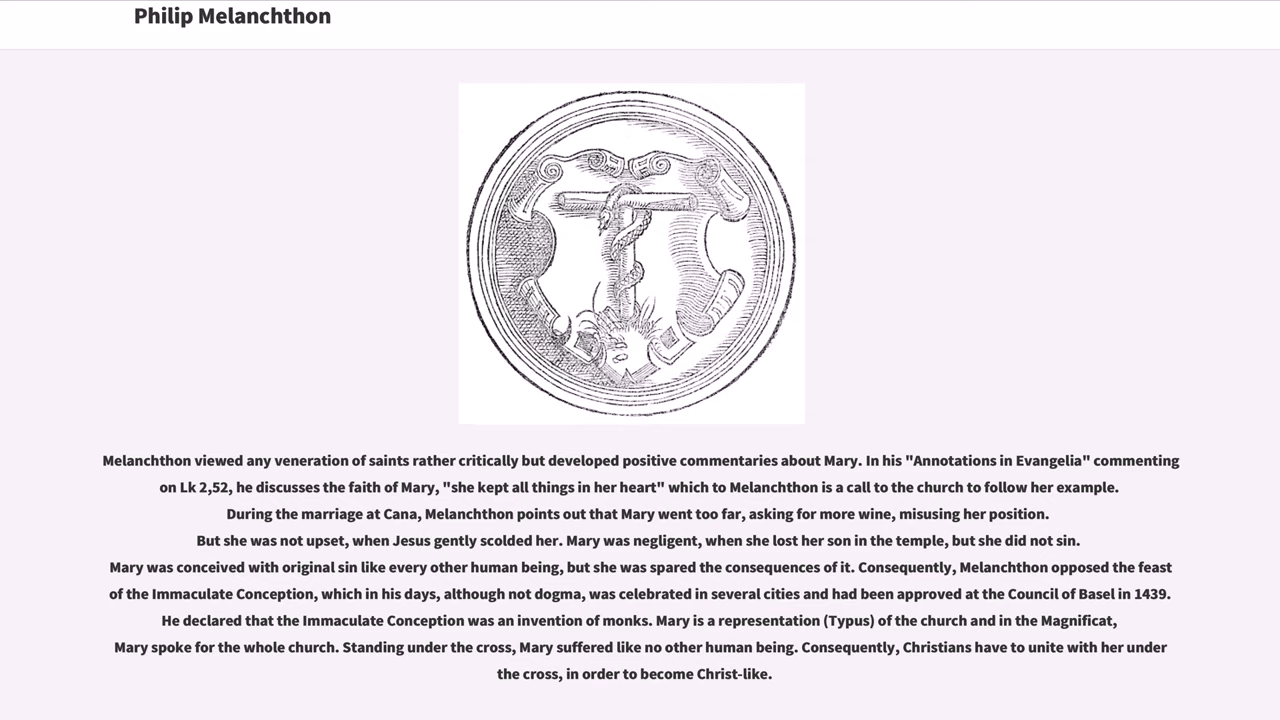 Philip Melanchthon
Melanchthon viewed any veneration of saints rather critically but developed positive commentaries about Mary. In his "Annotations in Evangelia" commenting
on Lk 2,52, he discusses the faith of Mary, "she kept all things in her heart" which to Melanchthon is a call to the church to follow her example.
During the marriage at Cana, Melanchthon points out that Mary went too far, asking for more wine, misusing her position.
But she was not upset, when Jesus gently scolded her. Mary was negligent, when she lost her son in the temple, but she did not sin.
Mary was conceived with original sin like every other human being, but she was spared the consequences of it. Consequently, Melanchthon opposed the feast
of the Immaculate Conception, which in his days, although not dogma, was celebrated in several cities and had been approved at the Council of Basel in 1439.
He declared that the Immaculate Conception was an invention of monks. Mary is a representation (Typus) of the church and in the Magnificat,
Mary spoke for the whole church. Standing under the cross, Mary suffered like no other human being. Consequently, Christians have to unite with her under
the cross, in order to become Christ-like.